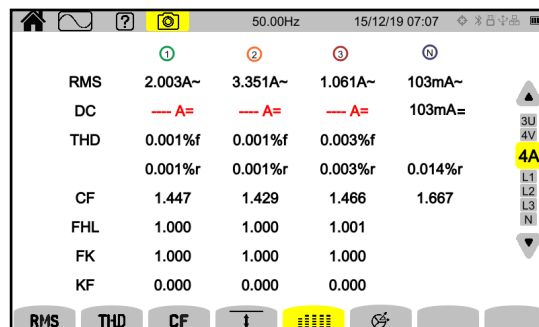 ? 50.00Hz 15/12/19 07:07
1 2 3 N
RMS 2.003A~ 3.351A~ 1.061A~ 103mA~
DC ---- A= ---- A= ---- A= 103mA=
THD 0.001%f 0.001%f 0.003%f
0.001%r 0.001%r 0.003%r 0.014%r
CF 1.447 1.429 1.466 1.667
FHL 1.000 1.000 1.001
FK 1.000 1.000 1.000
KF 0.000 0.000 0.000
3U
4V
4A
L1
L2
L3
N
RMS THD CF